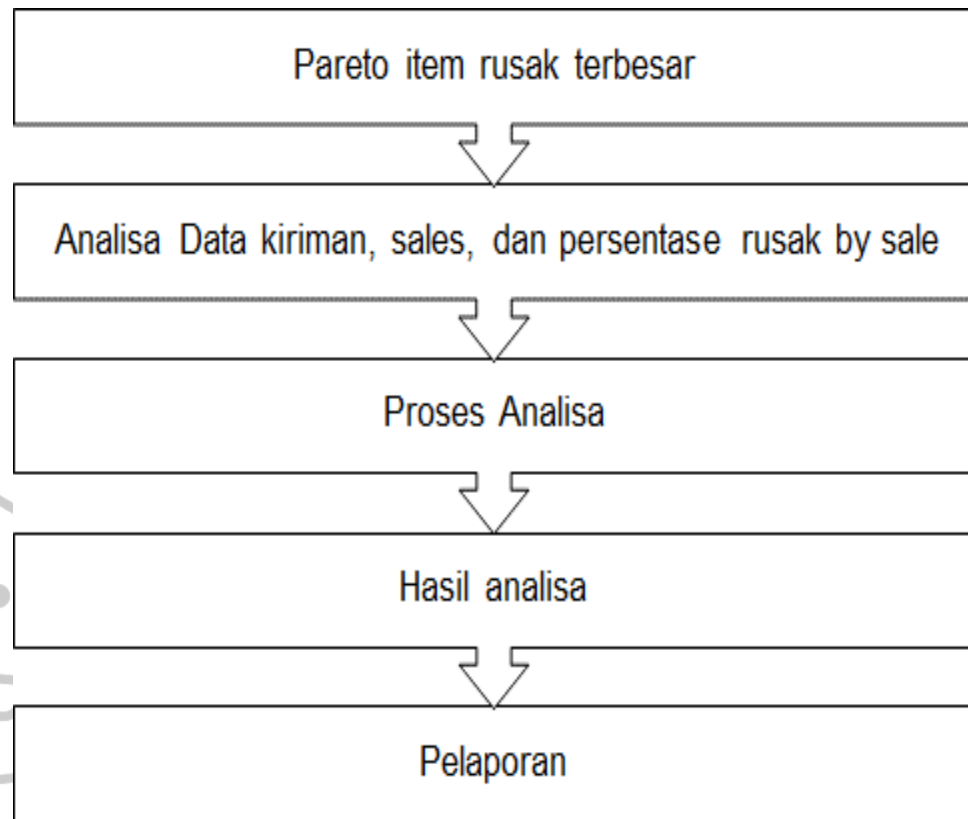 Pareto item rusak terbesar
Analisa Data kiriman, sales, dan persentase rusak by sale
Proses Analisa
Hasil analisa
Pelaporan